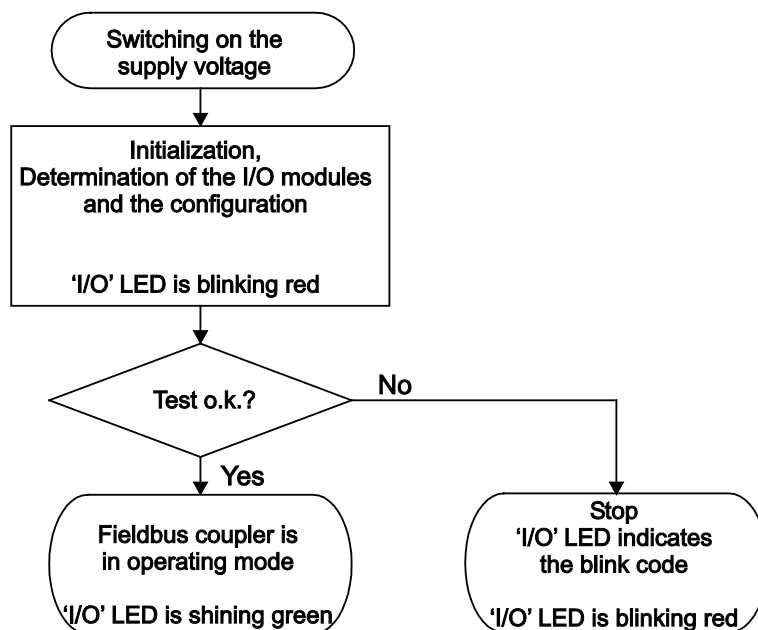 Switching on the
supply voltage
Initialization,
Determination of the I/O modules
and the configuration
‘I/O’ LED is blinking red
Test o.k.?
No
Yes
Fieldbus coupler is
in operating mode
‘I/O’ LED is shining green
Stop
‘I/O’ LED indicates
the blink code
‘I/O’ LED is blinking red